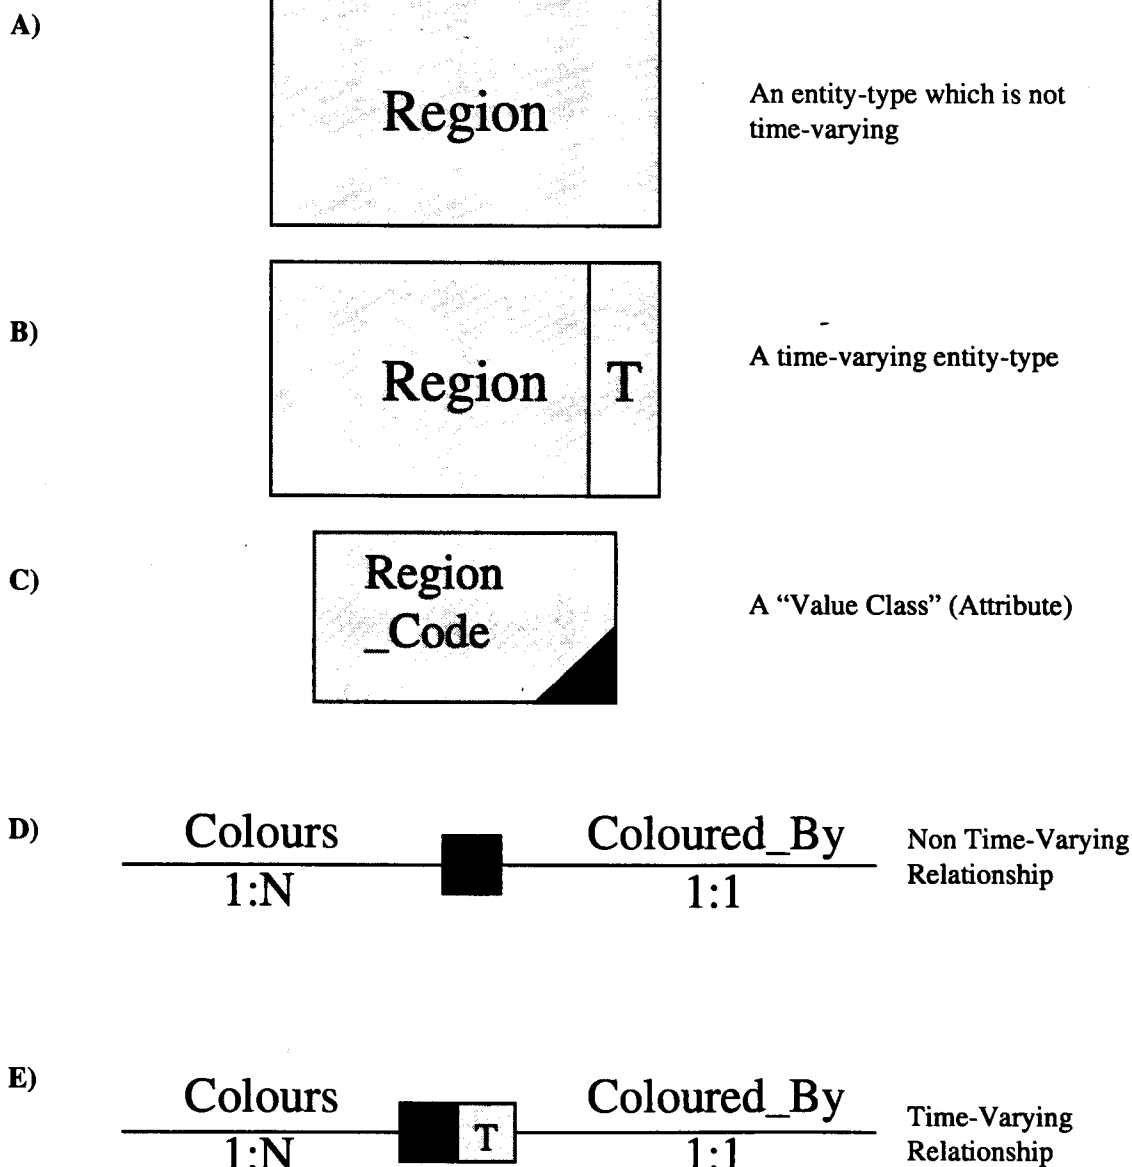 A)
Region
An entity-type which is not
time-varying
B)
Region
T
A time-varying entity-type
C)
Region
_Code
A “Value Class” (Attribute)
D)
Colours
Coloured_By
1:N
1:1
Non Time-Varying
Relationship
E)
Colours
Coloured_By
T
1:N
1:1
Time-Varying
Relationship